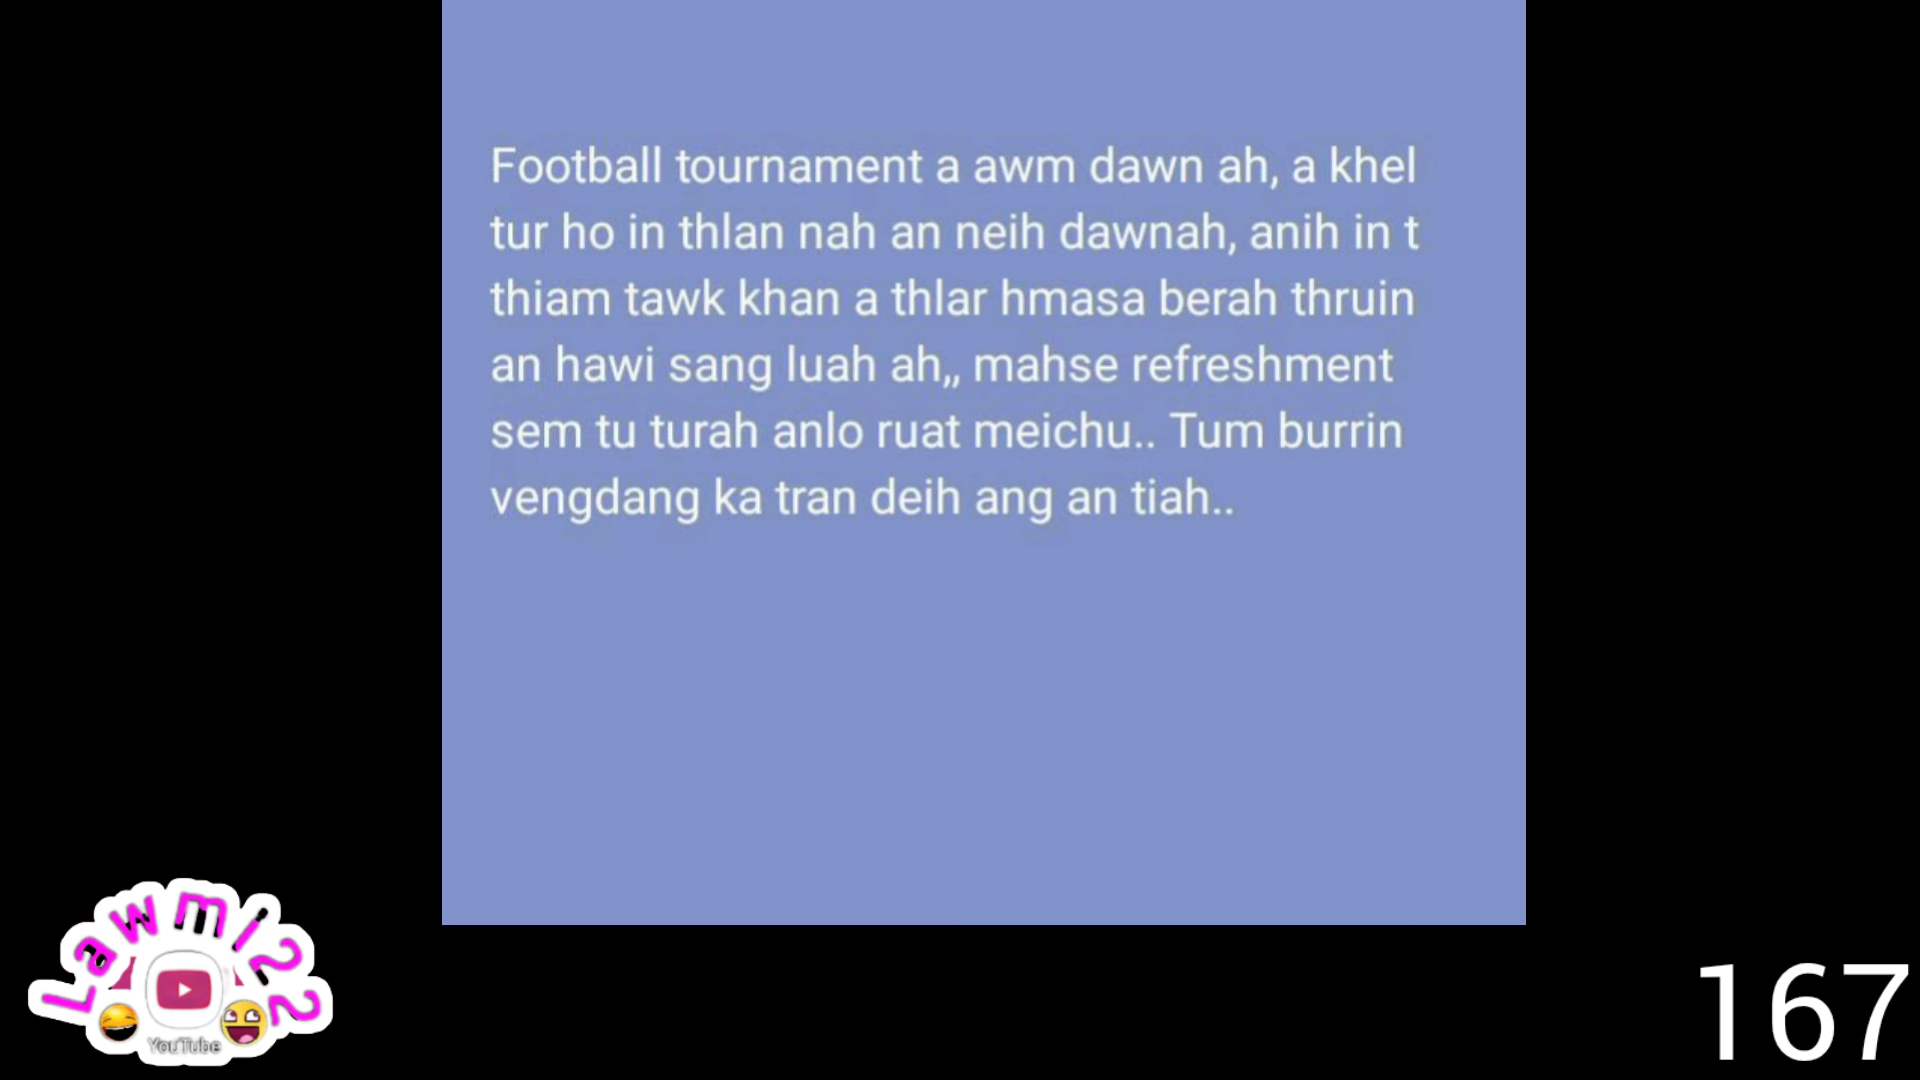 Football tournament a awm dawn ah, a khel
tur ho in thlan nah an neih dawnah, anih in t
thiam tawk khan a thlar hmasa berah thruin
an hawi sang luah ah,, mahse refreshment
sem tu turah anlo ruat meichu.. Tum burrin
vengdang ka tran deih ang an tiah..
Lawmi22
YouTube
167